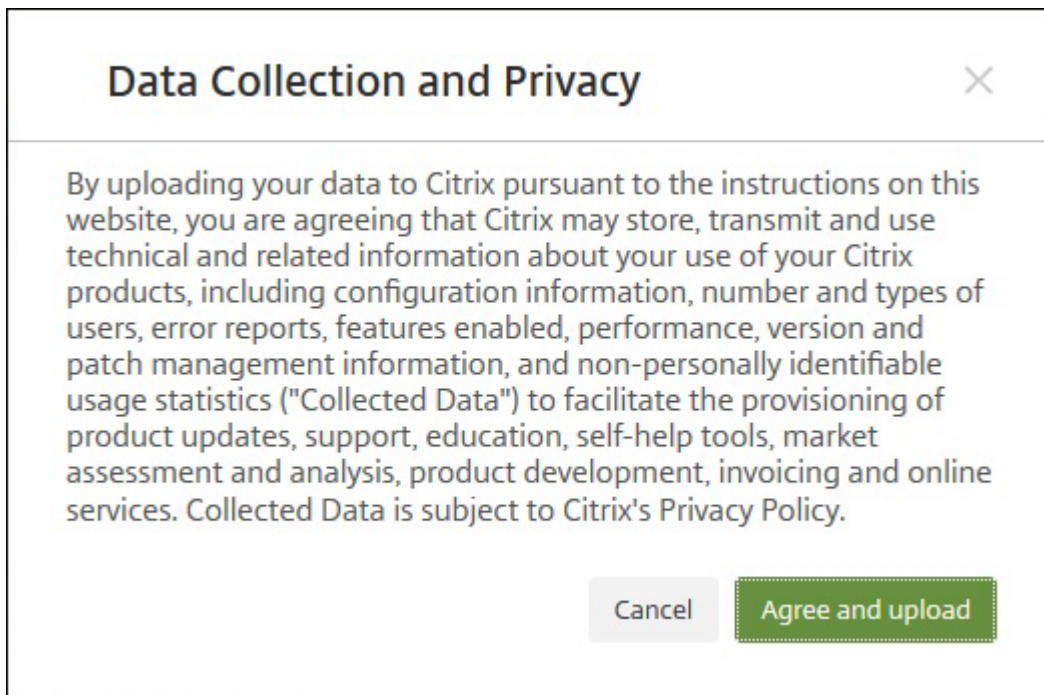 Data Collection and Privacy
By uploading your data to Citrix pursuant to the instructions on this
website, you are agreeing that Citrix may store, transmit and use
technical and related information about your use of your Citrix
products, including configuration information, number and types of
users, error reports, features enabled, performance, version and
patch management information, and non-personally identifiable
usage statistics ("Collected Data") to facilitate the provisioning of
product updates, support, education, self-help tools, market
assessment and analysis, product development, invoicing and online
services. Collected Data is subject to Citrix's Privacy Policy.
Cancel Agree and upload